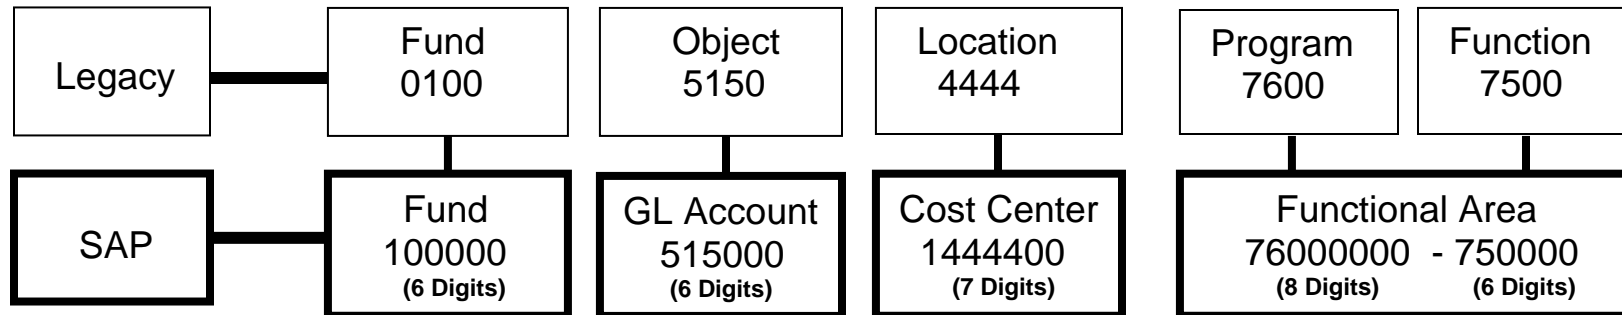 Legacy
Fund
0100
Object
5150
Location
4444
Program
7600
Function
7500
SAP
Fund
100000
(6 Digits)
GL Account
515000
(6 Digits)
Cost Center
1444400
(7 Digits)
Functional Area
76000000 - 750000
(8 Digits) (6 Digits)